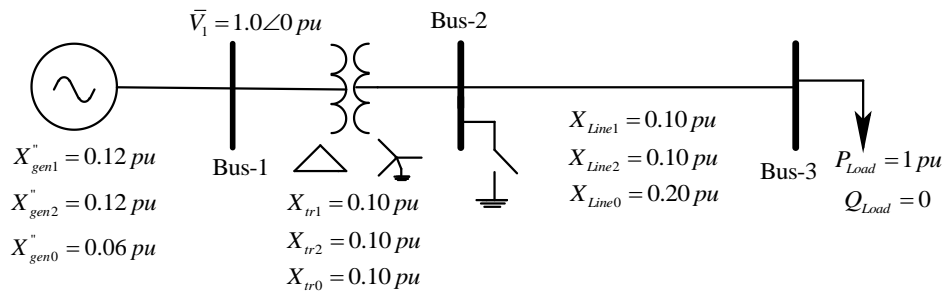 V̄₁ = 1.0∠0 pu
Bus-2
Bus-1
Bus-3
X"gen1 = 0.12 pu
X"gen2 = 0.12 pu
X"gen0 = 0.06 pu
Xtr1 = 0.10 pu
Xtr2 = 0.10 pu
Xtr0 = 0.10 pu
XLine1 = 0.10 pu
XLine2 = 0.10 pu
XLine0 = 0.20 pu
PLoad = 1 pu
QLoad = 0